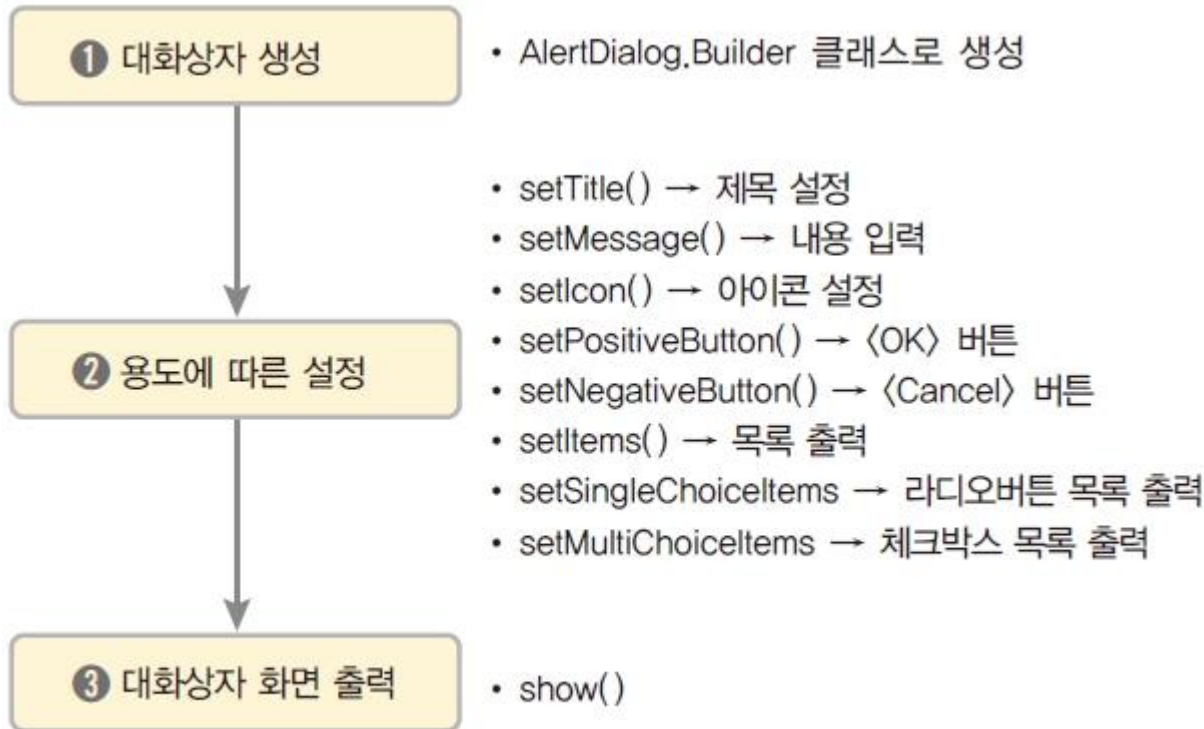 ❶ 대화상자 생성
• AlertDialog.Builder 클래스로 생성
• setTitle() → 제목 설정
• setMessage() → 내용 입력
• setIcon() → 아이콘 설정
• setPositiveButton() → 〈OK〉 버튼
❷ 용도에 따른 설정
• setNegativeButton() → 〈Cancel〉 버튼
• setItems() → 목록 출력
• setSingleChoiceItems → 라디오버튼 목록 출력
• setMultiChoiceItems → 체크박스 목록 출력
❸ 대화상자 화면 출력
• show()